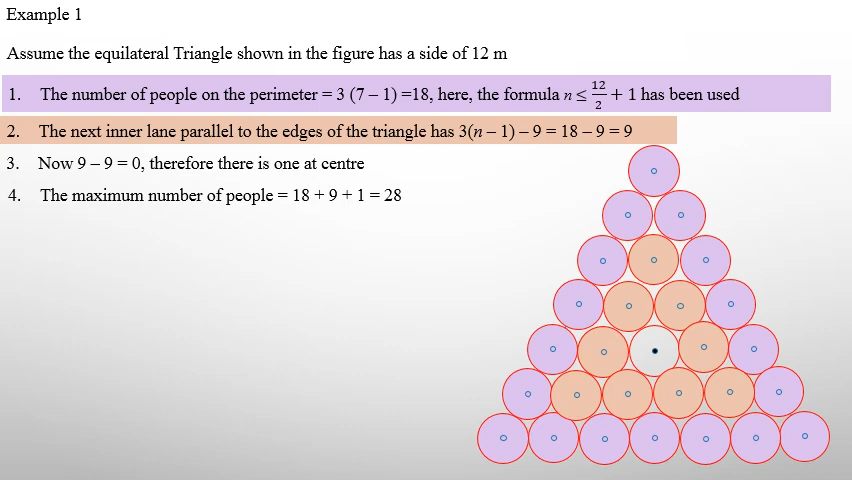 Example 1
Assume the equilateral Triangle shown in the figure has a side of 12 m
1. The number of people on the perimeter = 3 (7 – 1) =18, here, the formula n ≤ 12/2 + 1 has been used
2. The next inner lane parallel to the edges of the triangle has 3(n – 1) – 9 = 18 – 9 = 9
3. Now 9 – 9 = 0, therefore there is one at centre
4. The maximum number of people = 18 + 9 + 1 = 28